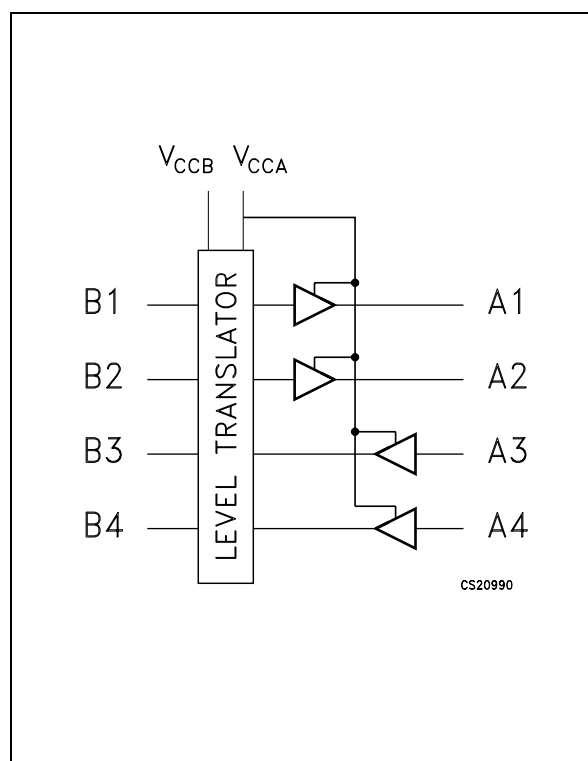 VCCB VCCA
LEVEL TRANSLATOR
B1 A1
B2 A2
B3 A3
B4 A4
CS20990